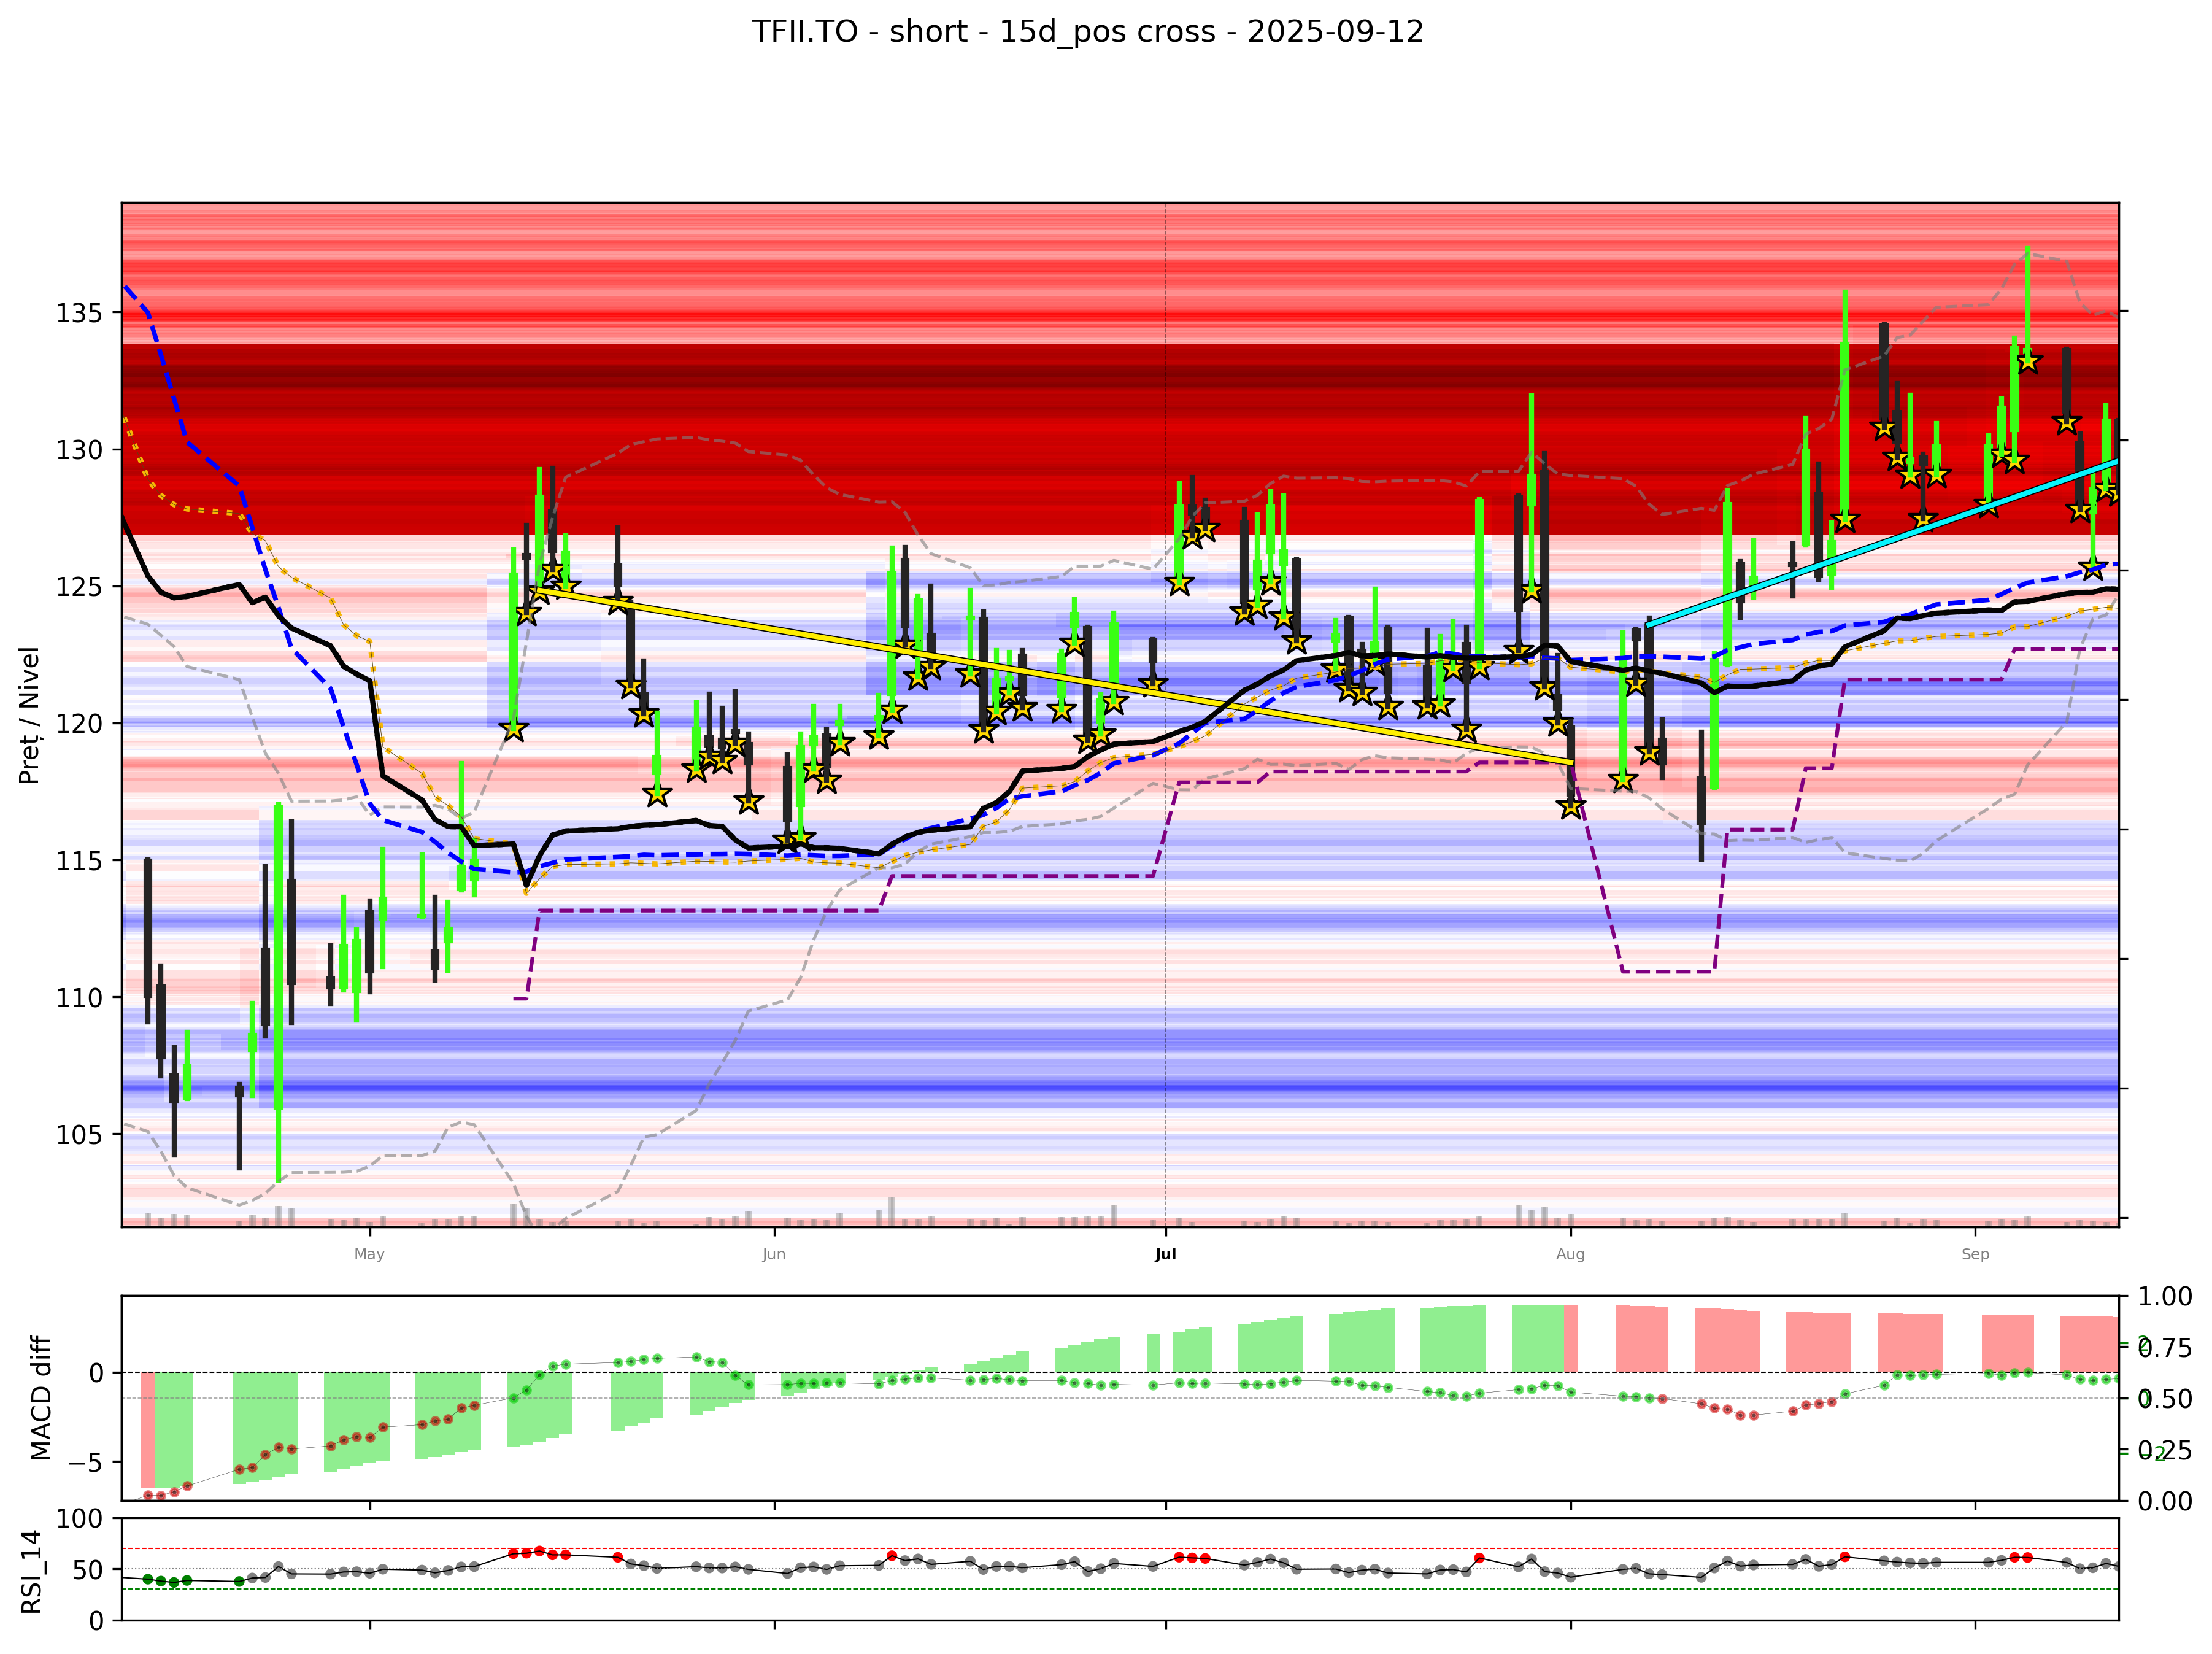 TFII.TO - short - 15d_pos cross - 2025-09-12
Preț / Nivel
135
130
125
120
115
110
105
May
Jun
Jul
Aug
Sep
MACD diff
0
−5
1.00
0.75
0.50
0.25
0.00
2
−2
RSI_14
100
50
0